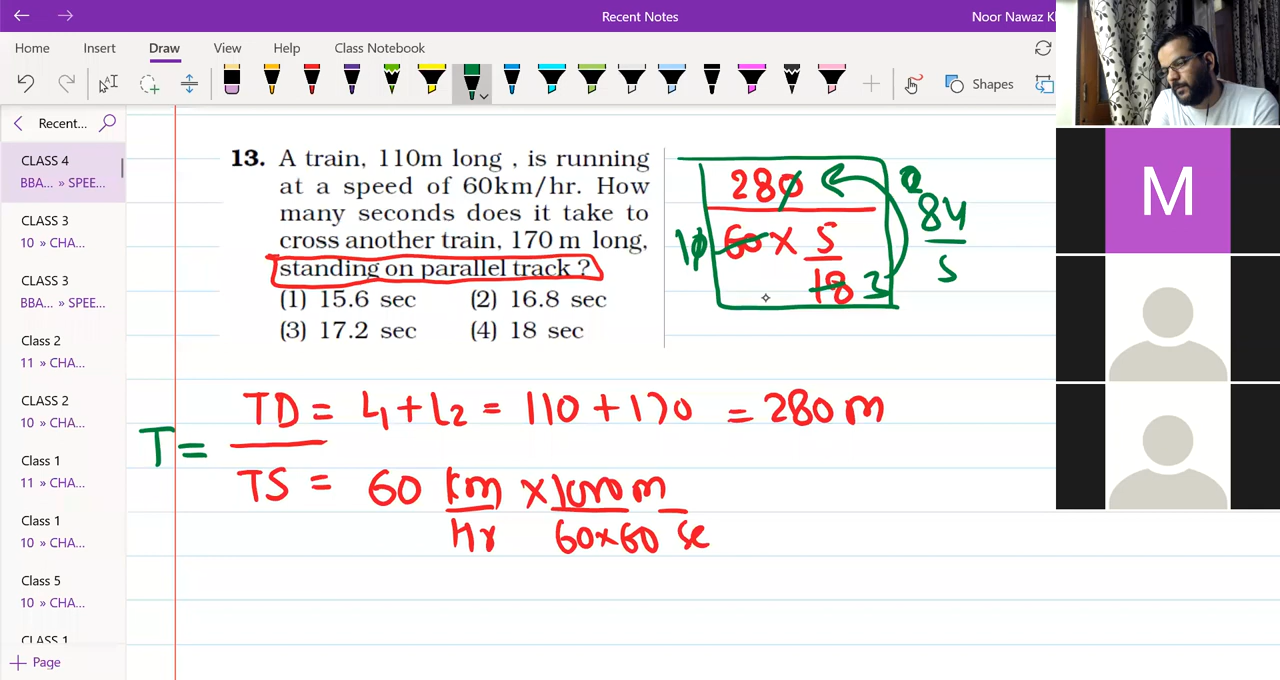 Recent Notes
Noor Nawaz Kh
Home Insert Draw View Help Class Notebook
Shapes
Recent...
CLASS 4
BBA... » SPEE...
CLASS 3
10 » CHA...
CLASS 3
BBA... » SPEE...
Class 2
11 » CHA...
CLASS 2
10 » CHA...
Class 1
11 » CHA...
Class 1
10 » CHA...
Class 5
10 » CHA...
CLASS 1
+ Page
13. A train, 110m long , is running
at a speed of 60km/hr. How
many seconds does it take to
cross another train, 170 m long,
standing on parallel track ?
(1) 15.6 sec (2) 16.8 sec
(3) 17.2 sec (4) 18 sec
280
60 × 5
18 3
10
84
5
TD = L1 + L2 = 110 + 170 = 280 m
T =
TS = 60 km × 1000 m
Hr 60×60 se
M